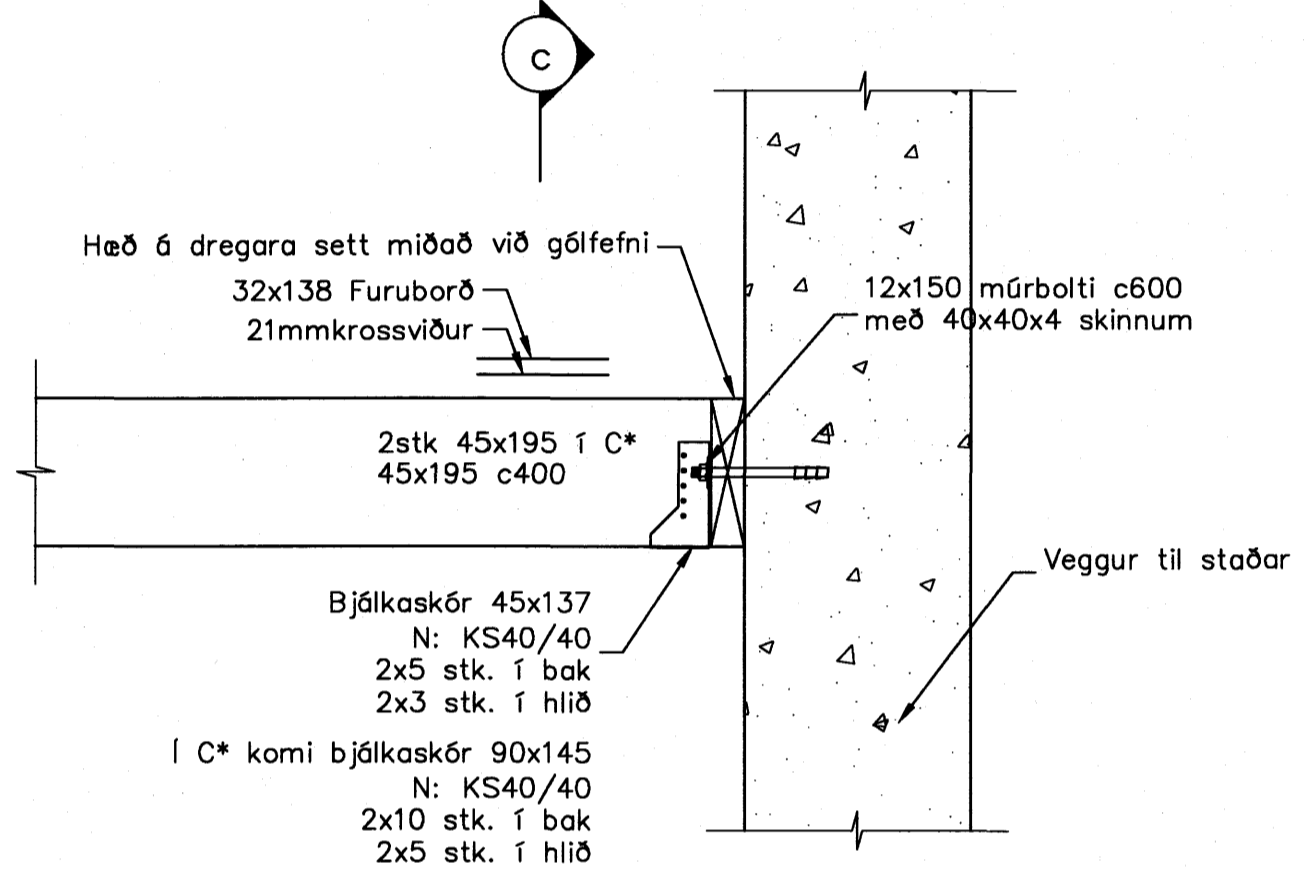 C
Hæð á dregara sett miðað við gólfefni
32x138 Furuborð
21mmkrossviður
12x150 múrbolti c600
með 40x40x4 skinnum
2stk 45x195 í C*
45x195 c400
Veggur til staðar
Bjálkaskór 45x137
N: KS40/40
2x5 stk. í bak
2x3 stk. í hlið
Í C* komi bjálkaskór 90x145
N: KS40/40
2x10 stk. í bak
2x5 stk. í hlið